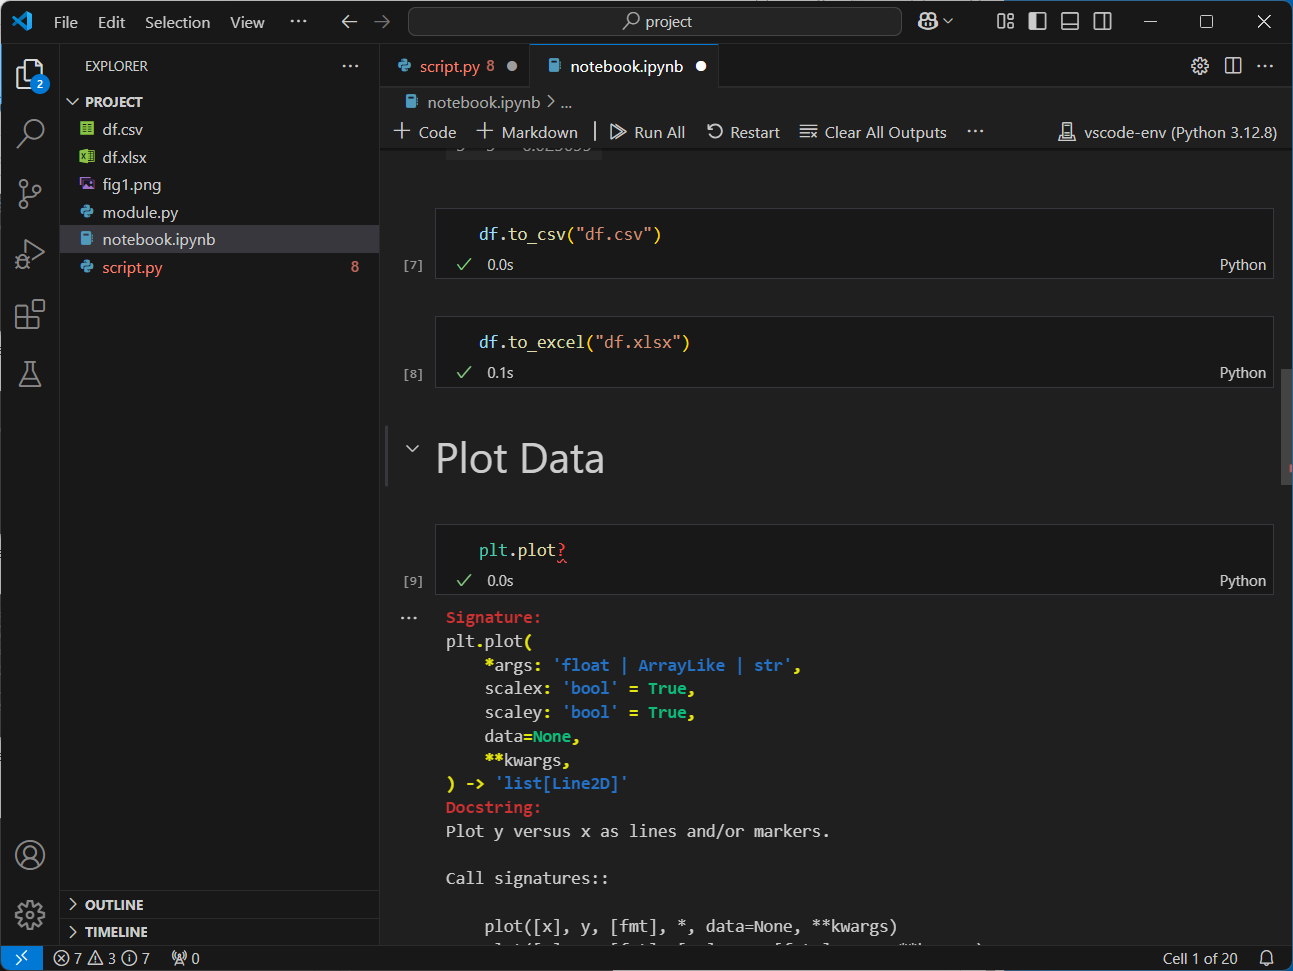 File Edit Selection View ··· project
EXPLORER ···
2
PROJECT
df.csv
df.xlsx
fig1.png
module.py
notebook.ipynb
script.py 8
OUTLINE
TIMELINE
script.py 8 notebook.ipynb
notebook.ipynb > ...
+ Code + Markdown Run All Restart Clear All Outputs ··· vscode-env (Python 3.12.8)
df.to_csv("df.csv")
[7] ✓ 0.0s Python
df.to_excel("df.xlsx")
[8] ✓ 0.1s Python
Plot Data
plt.plot?
[9] ✓ 0.0s Python
Signature:
plt.plot(
*args: 'float | ArrayLike | str',
scalex: 'bool' = True,
scaley: 'bool' = True,
data=None,
**kwargs,
) -> 'list[Line2D]'
Docstring:
Plot y versus x as lines and/or markers.
Call signatures::
plot([x], y, [fmt], *, data=None, **kwargs)
7 3 7 0 Cell 1 of 20